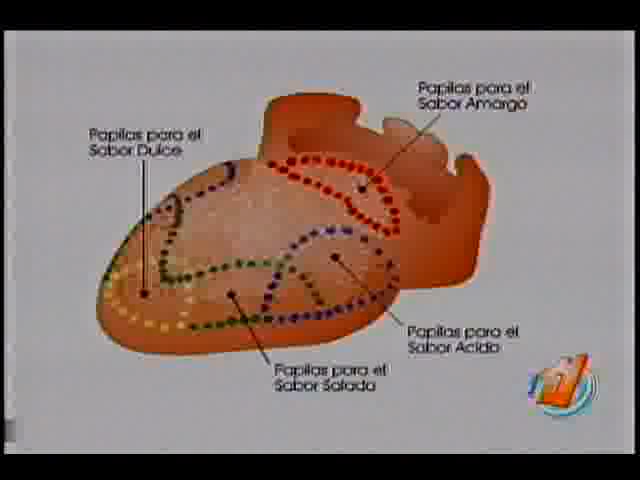 Papilas para el
Sabor Amargo
Papilas para el
Sabor Dulce
Papilas para el
Sabor Acido
Papilas para el
Sabor Salado